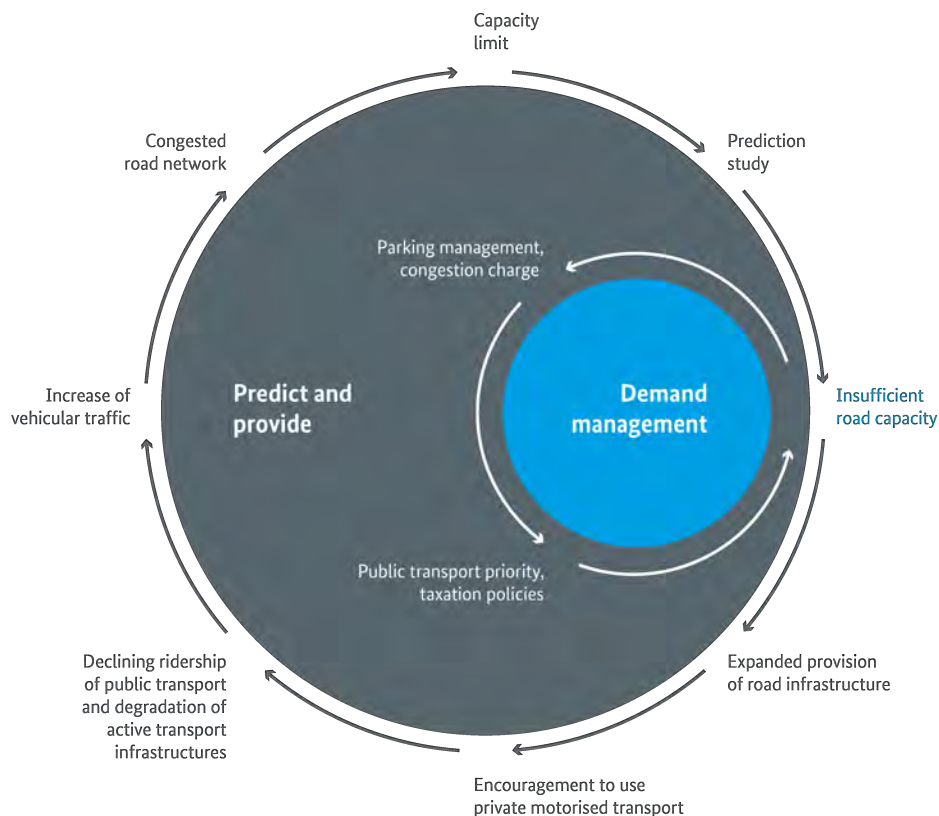 Capacity
limit
Prediction
study
Congested
road network
Parking management,
congestion charge
Predict and
provide
Demand
management
Increase of
vehicular traffic
Insufficient
road capacity
Public transport priority,
taxation policies
Declining ridership
of public transport
and degradation of
active transport
infrastructures
Expanded provision
of road infrastructure
Encouragement to use
private motorised transport